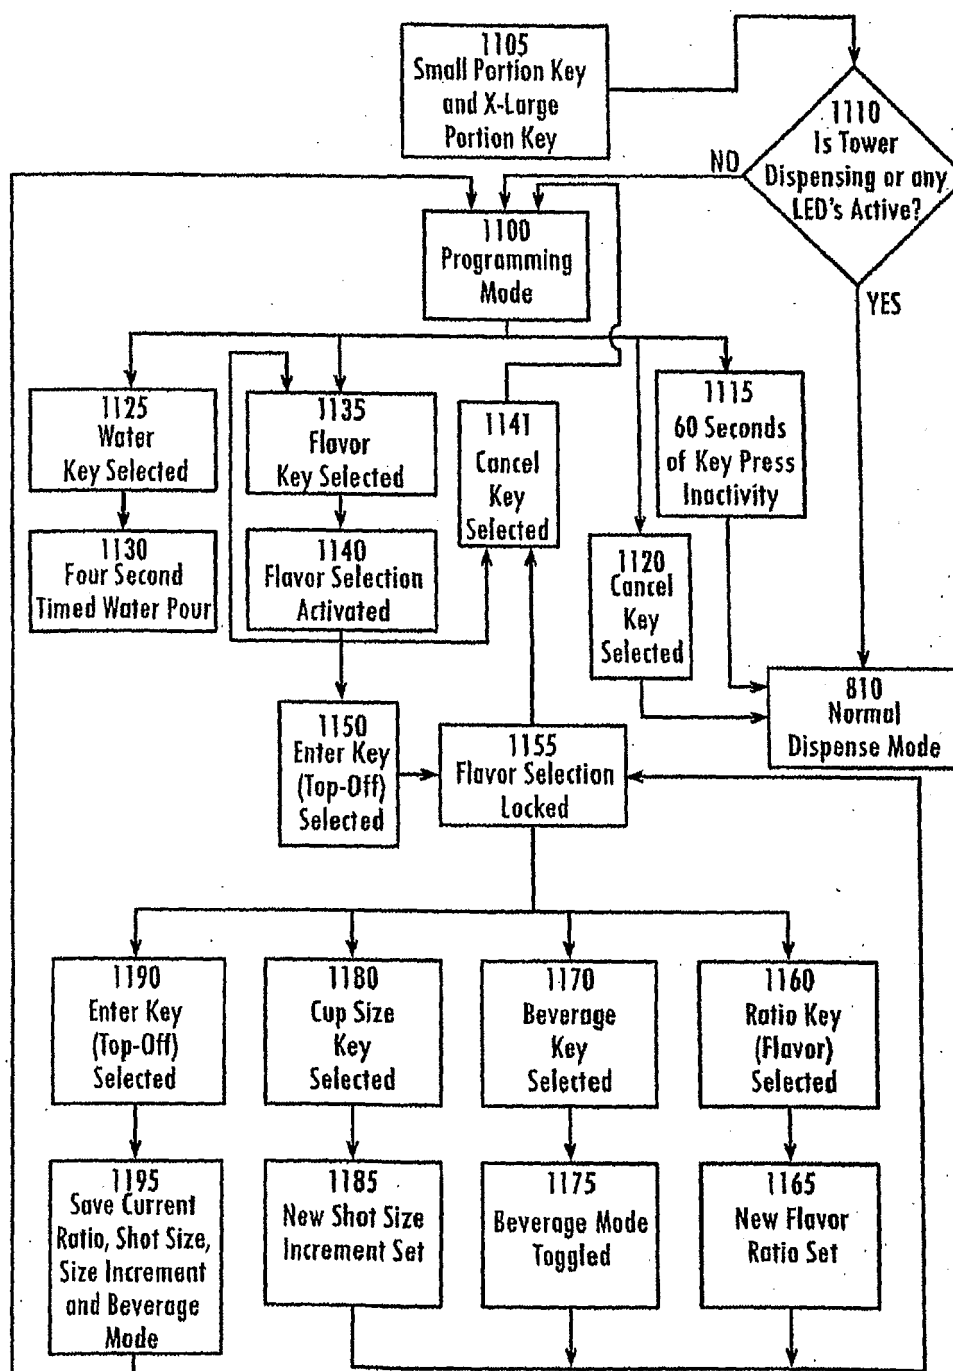 1105
Small Portion Key
and X-Large
Portion Key
1110
Is Tower
Dispensing or any
LED's Active?
NO
YES
1100
Programming
Mode
1125
Water
Key Selected
1135
Flavor
Key Selected
1141
Cancel
Key
Selected
1115
60 Seconds
of Key Press
Inactivity
1130
Four Second
Timed Water Pour
1140
Flavor Selection
Activated
1120
Cancel
Key
Selected
810
Normal
Dispense Mode
1150
Enter Key
(Top-Off)
Selected
1155
Flavor Selection
Locked
1190
Enter Key
(Top-Off)
Selected
1180
Cup Size
Key
Selected
1170
Beverage
Key
Selected
1160
Ratio Key
(Flavor)
Selected
1195
Save Current
Ratio, Shot Size,
Size Increment
and Beverage
Mode
1185
New Shot Size
Increment Set
1175
Beverage Mode
Toggled
1165
New Flavor
Ratio Set